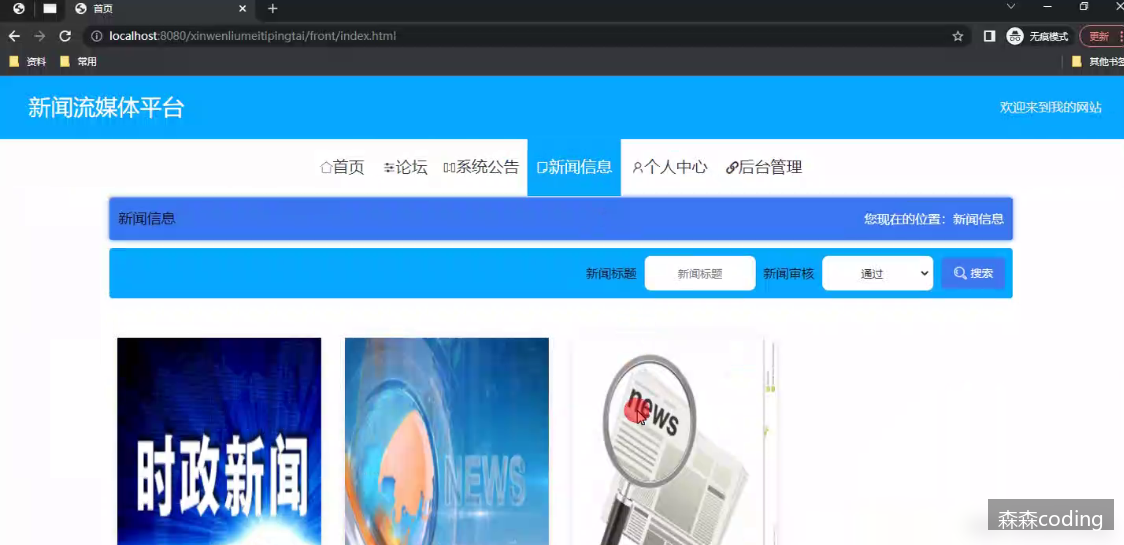 首页
localhost:8080/xinwenliumeitipingtai/front/index.html
无痕模式
更新
资料
常用
其他书签
新闻流媒体平台
欢迎来到我的网站
首页
论坛
系统公告
新闻信息
个人中心
后台管理
新闻信息
您现在的位置：新闻信息
新闻标题
新闻标题
新闻审核
通过
搜索
时政新闻
NEWS
news
森森coding